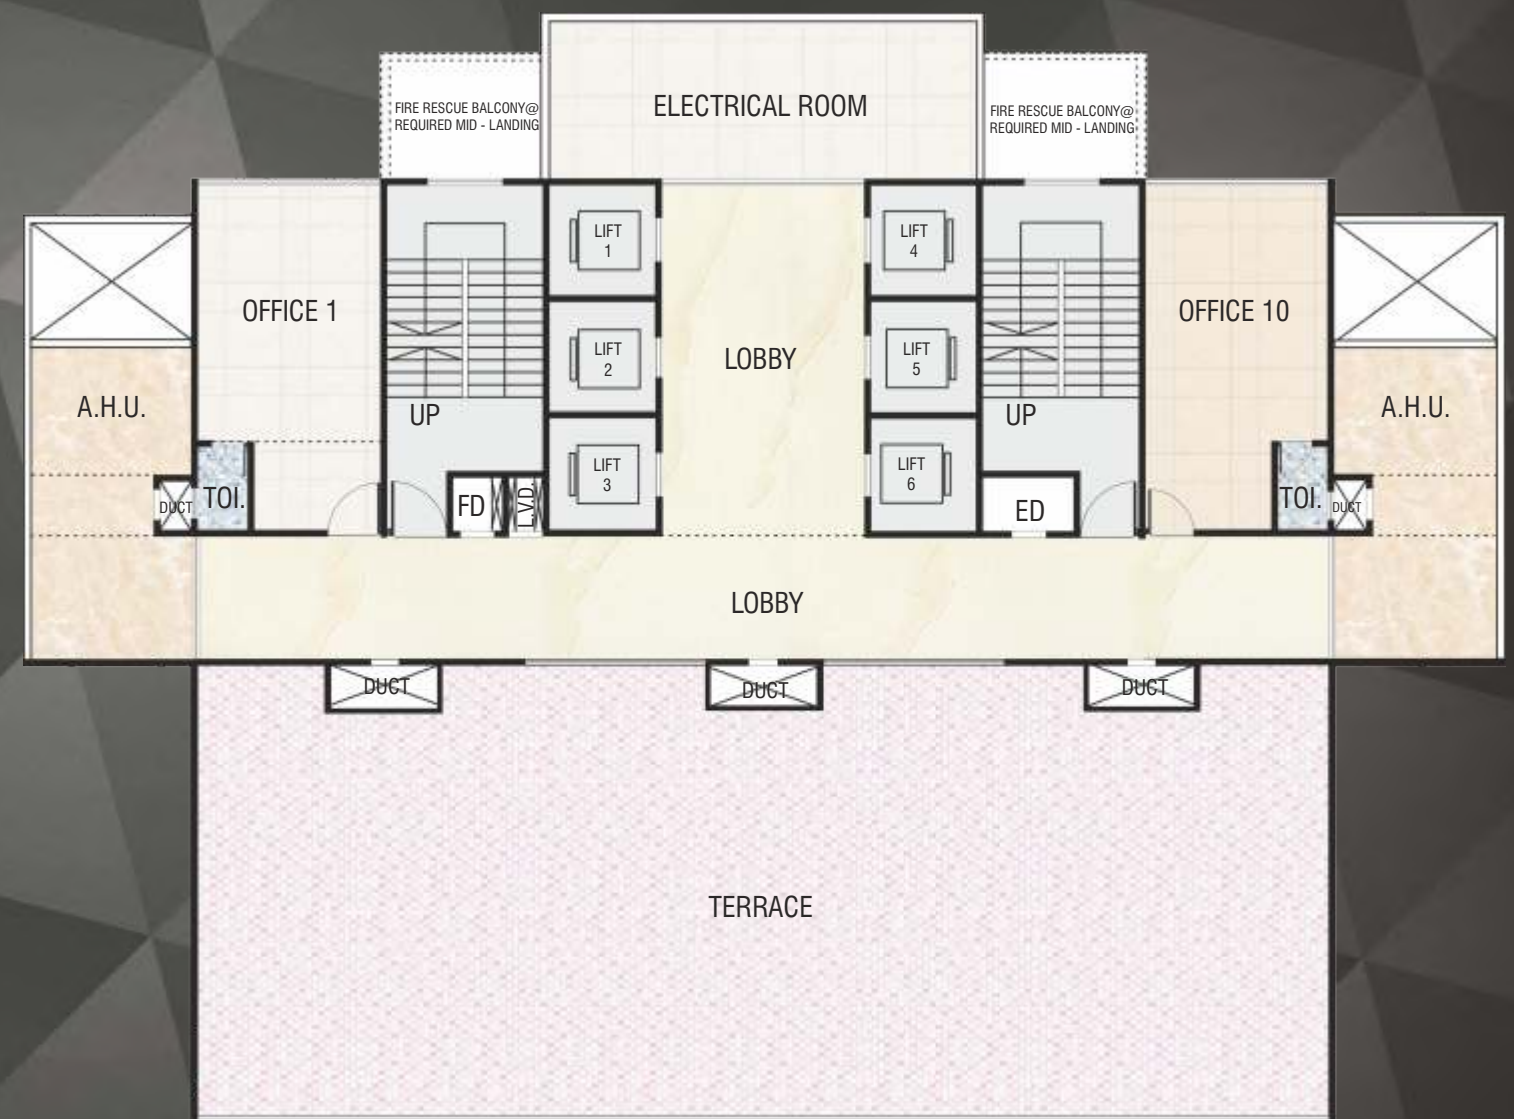 ELECTRICAL ROOM
FIRE RESCUE BALCONY@
REQUIRED MID - LANDING
FIRE RESCUE BALCONY@
REQUIRED MID - LANDING
LIFT
1
LIFT
4
OFFICE 1
OFFICE 10
LIFT
2
LOBBY
LIFT
5
A.H.U.
UP
UP
A.H.U.
LIFT
3
LIFT
6
DUCT
TOI.
FD
L.V.D.
ED
TOI.
DUCT
LOBBY
DUCT
DUCT
DUCT
TERRACE